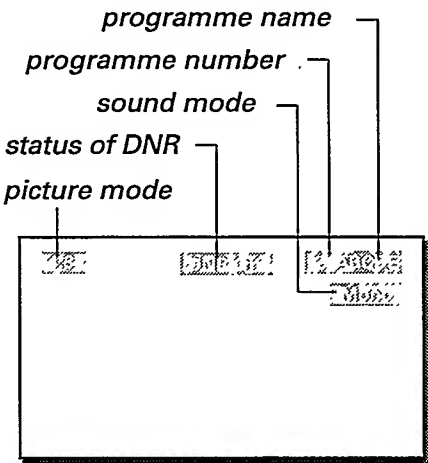 programme name
programme number
sound mode
status of DNR
picture mode